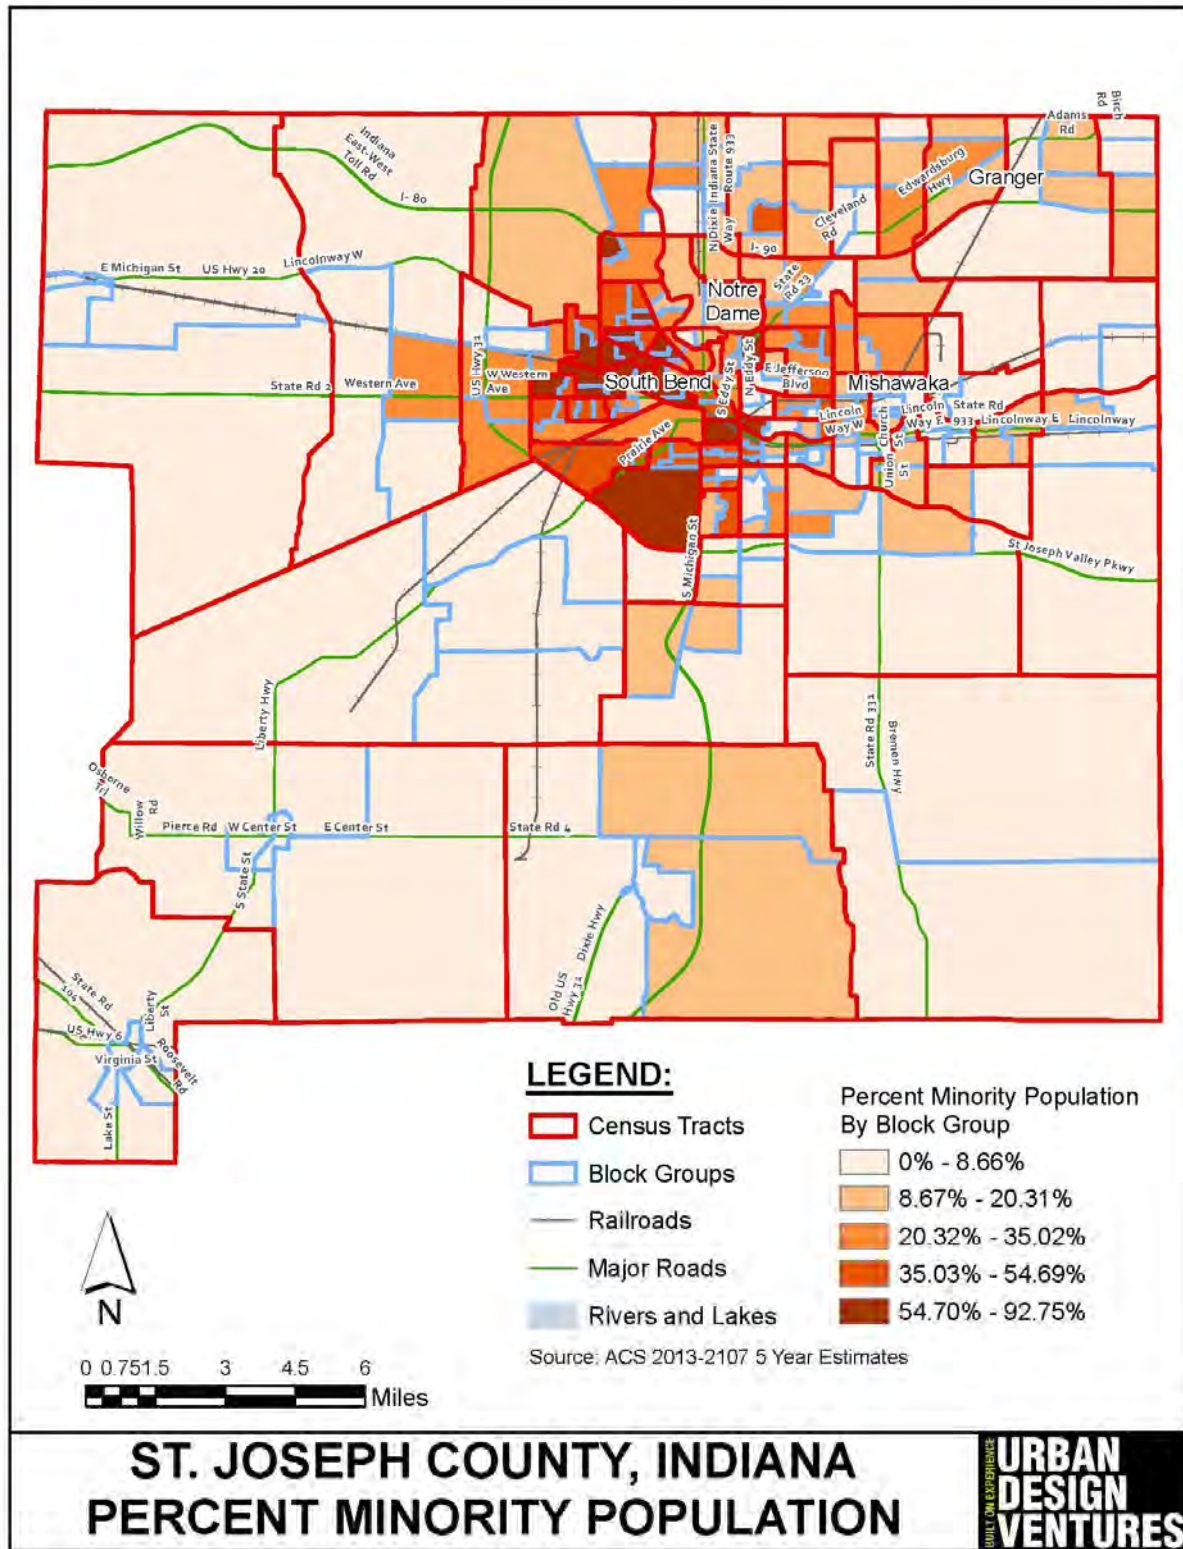 Birch
Rd
Adams
Rd
Indiana
East-West
Toll Rd
N Dixie Indiana State
Way Route 933
Edwardsburg
Hwy
Granger
I- 80
Cleveland
Rd
I- 90
E Michigan St
US Hwy 20
Lincolnway W
State
Rd 23
Notre
Dame
US Hwy 31
State Rd 2
Western Ave
W Western
Ave
South Bend
S Eddy St
N Eddy St
E Jefferson
Blvd
Mishawaka
Lincoln
Way W
Church
St
Union
St
Lincoln
Way E
State Rd
933
Lincolnway E
Lincolnway
Prairie Ave
S Michigan St
St Joseph Valley Pkwy
Liberty Hwy
State Rd 331
Bremen Hwy
Osborne
Trl
Willow
Rd
Pierce Rd
W Center St
E Center St
State Rd 4
S State St
Old US
Hwy 31
Dixie Hwy
State Rd
104
Liberty
St
US Hwy 6
Virginia St
Roosevelt
Rd
Lake St
LEGEND:
Census Tracts
Block Groups
Railroads
Major Roads
Rivers and Lakes
Percent Minority Population
By Block Group
0% - 8.66%
8.67% - 20.31%
20.32% - 35.02%
35.03% - 54.69%
54.70% - 92.75%
Source: ACS 2013-2107 5 Year Estimates
N
0 0.75 1.5 3 4.5 6
Miles
ST. JOSEPH COUNTY, INDIANA
PERCENT MINORITY POPULATION
BUILT ON EXPERIENCE
URBAN
DESIGN
VENTURES